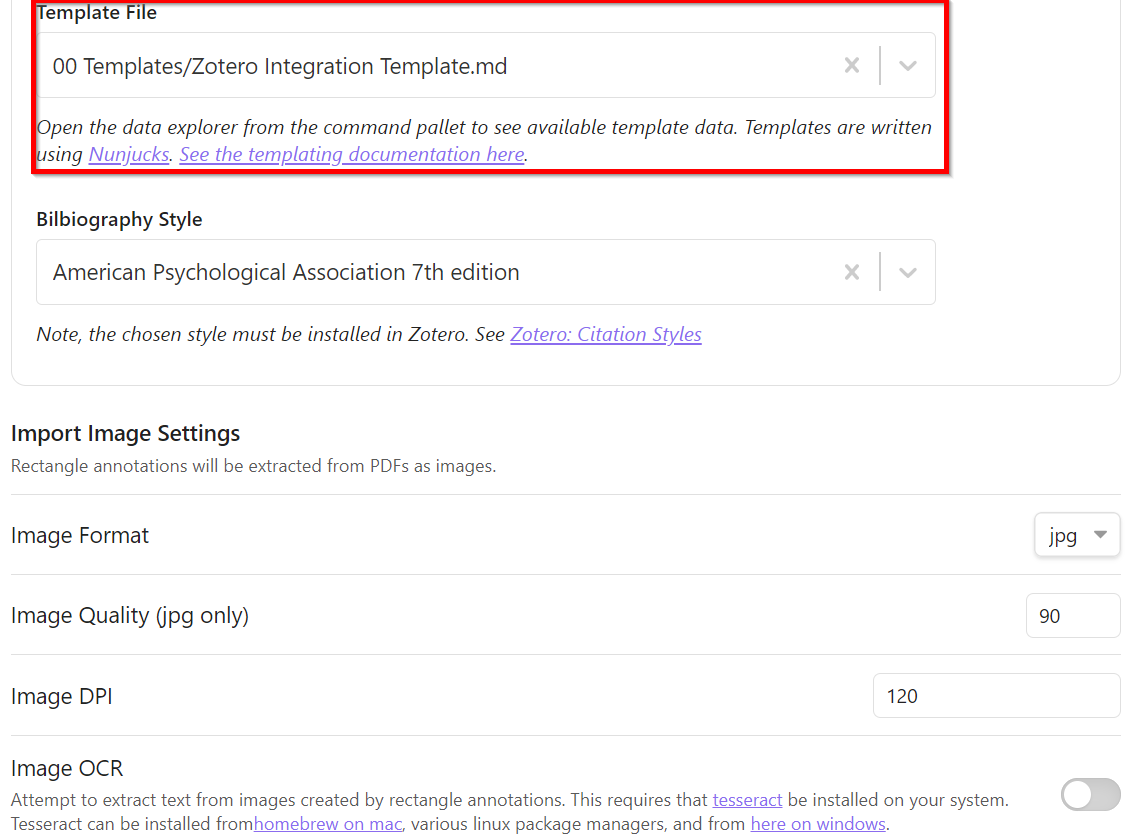 Template File
00 Templates/Zotero Integration Template.md
Open the data explorer from the command pallet to see available template data. Templates are written
using Nunjucks. See the templating documentation here.
Bilbiography Style
American Psychological Association 7th edition
Note, the chosen style must be installed in Zotero. See Zotero: Citation Styles
Import Image Settings
Rectangle annotations will be extracted from PDFs as images.
Image Format
jpg
Image Quality (jpg only)
90
Image DPI
120
Image OCR
Attempt to extract text from images created by rectangle annotations. This requires that tesseract be installed on your system.
Tesseract can be installed fromhomebrew on mac, various linux package managers, and from here on windows.